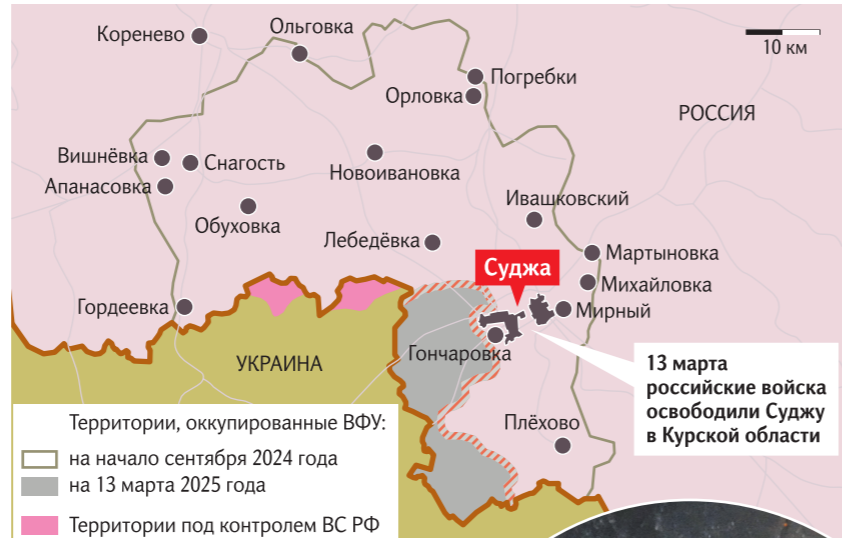 Коренево
Ольговка
10 км
Погребки
Орловка
РОССИЯ
Вишнёвка
Снагость
Новоивановка
Апанасовка
Ивашковский
Обуховка
Лебедёвка
Мартыновка
Суджа
Михайловка
Гордеевка
Мирный
Гончаровка
УКРАИНА
13 марта
российские войска
освободили Суджу
в Курской области
Плёхово
Территории, оккупированные ВФУ:
на начало сентября 2024 года
на 13 марта 2025 года
Территории под контролем ВС РФ